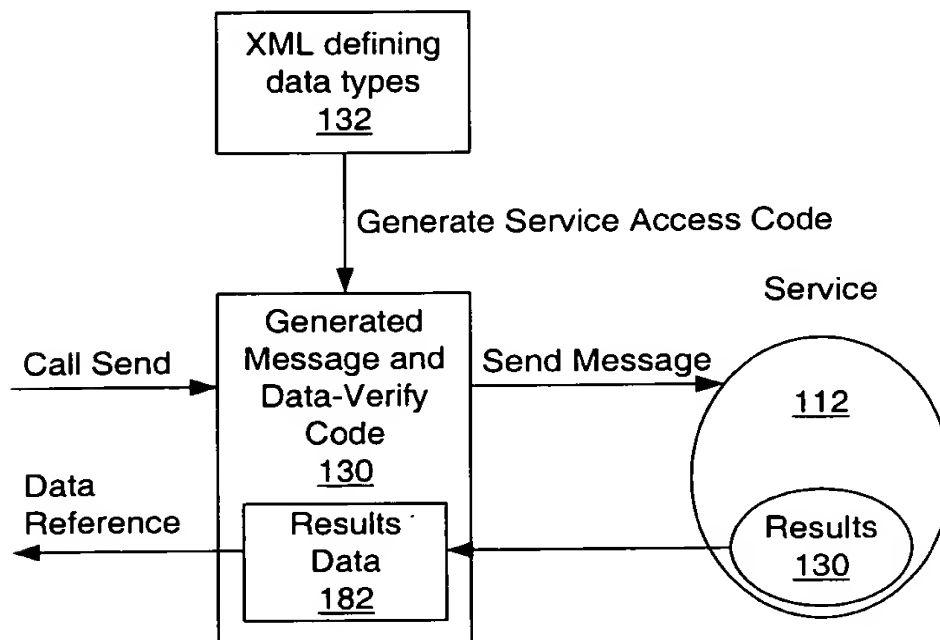 XML defining
data types
132
Generate Service Access Code
Service
Generated
Message and
Data-Verify
Code
130
Call Send
Send Message
112
Data
Reference
Results
Data
182
Results
130